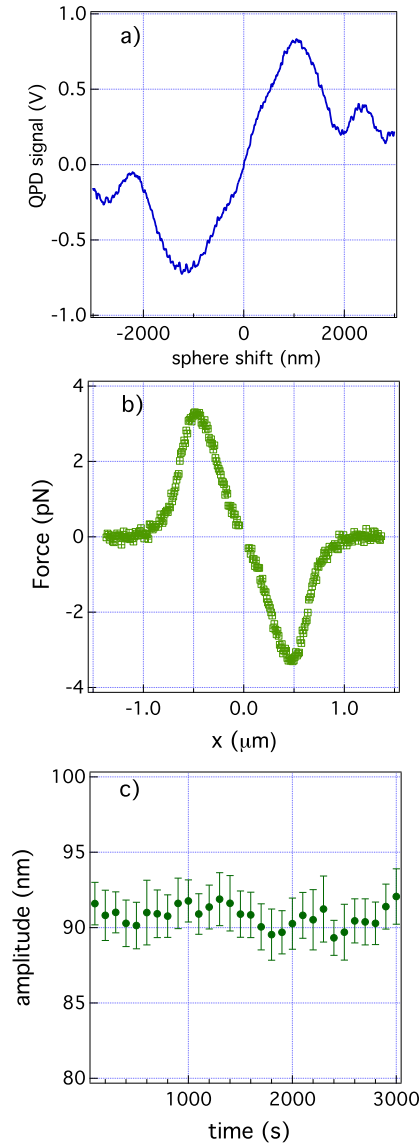 a)
1.0
0.5
0.0
-0.5
-1.0
QPD signal (V)
-2000 0 2000
sphere shift (nm)
b)
4
2
0
-2
-4
Force (pN)
-1.0 0.0 1.0
x (μm)
c)
100
95
90
85
80
amplitude (nm)
1000 2000 3000
time (s)